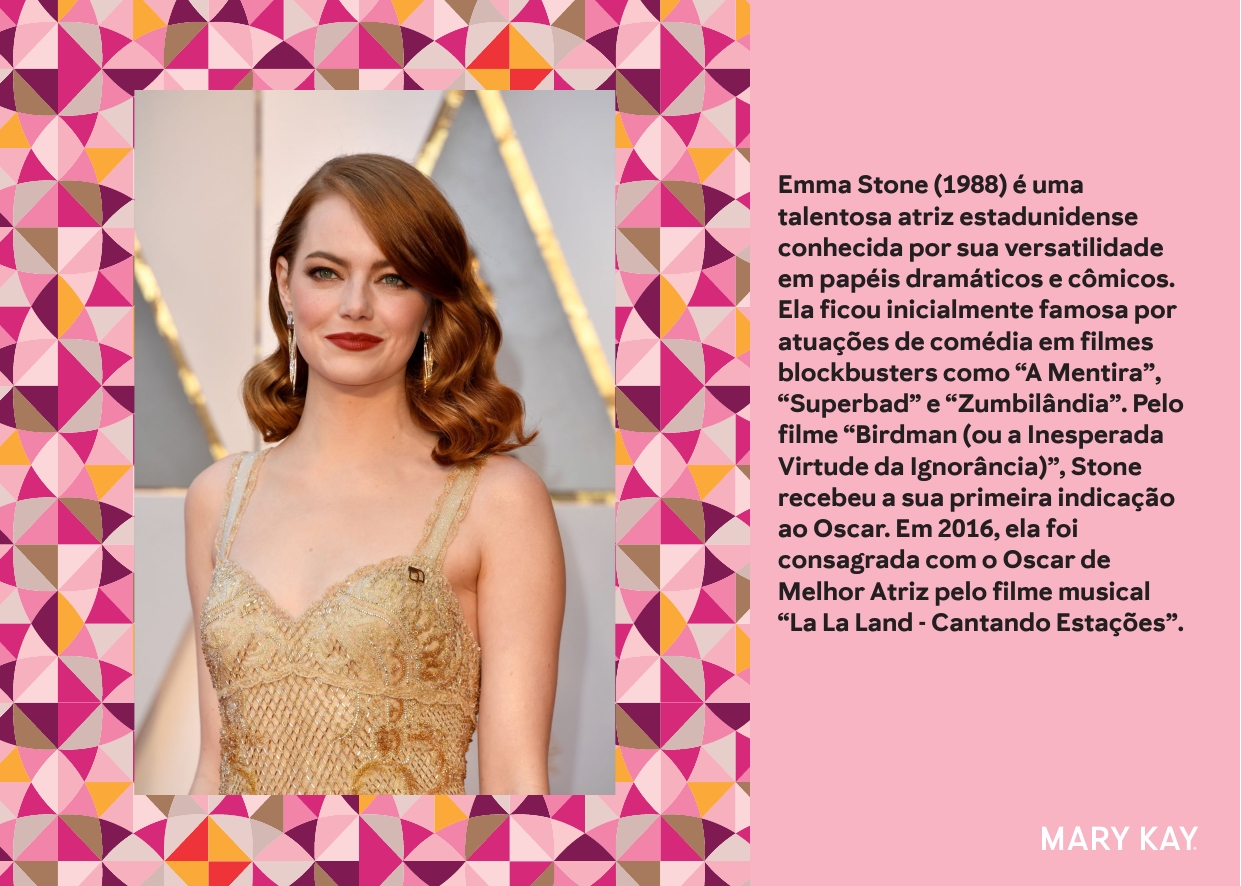 Emma Stone (1988) é uma
talentosa atriz estadunidense
conhecida por sua versatilidade
em papéis dramáticos e cômicos.
Ela ficou inicialmente famosa por
atuações de comédia em filmes
blockbusters como “A Mentira”,
“Superbad” e “Zumbilândia”. Pelo
filme “Birdman (ou a Inesperada
Virtude da Ignorância)”, Stone
recebeu a sua primeira indicação
ao Oscar. Em 2016, ela foi
consagrada com o Oscar de
Melhor Atriz pelo filme musical
“La La Land - Cantando Estações”.
MARY KAY.